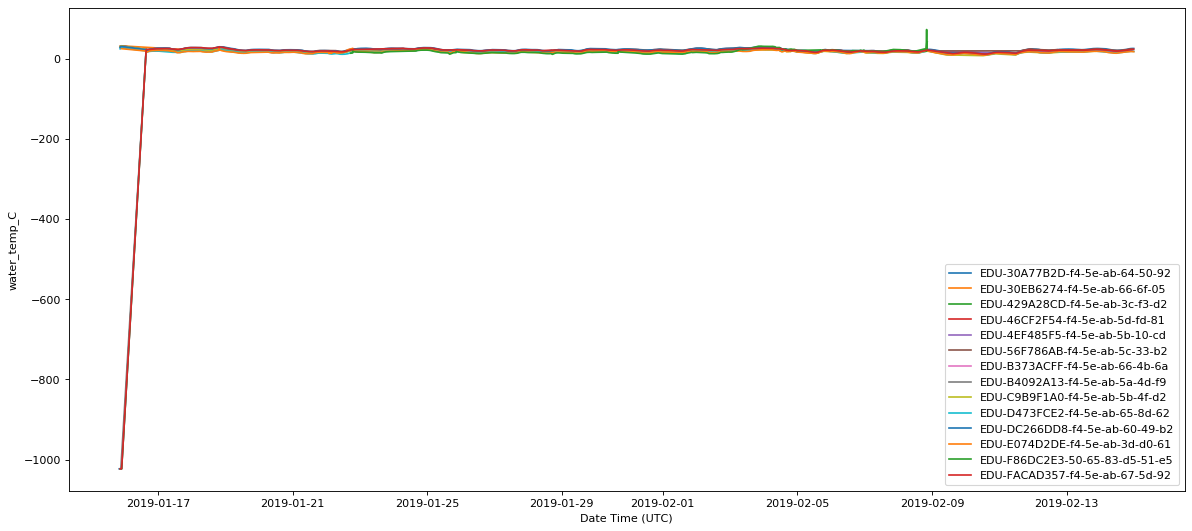 0
−200
−400
−600
−800
−1000
water_temp_C
EDU-30A77B2D-f4-5e-ab-64-50-92
EDU-30EB6274-f4-5e-ab-66-6f-05
EDU-429A28CD-f4-5e-ab-3c-f3-d2
EDU-46CF2F54-f4-5e-ab-5d-fd-81
EDU-4EF485F5-f4-5e-ab-5b-10-cd
EDU-56F786AB-f4-5e-ab-5c-33-b2
EDU-B373ACFF-f4-5e-ab-66-4b-6a
EDU-B4092A13-f4-5e-ab-5a-4d-f9
EDU-C9B9F1A0-f4-5e-ab-5b-4f-d2
EDU-D473FCE2-f4-5e-ab-65-8d-62
EDU-DC266DD8-f4-5e-ab-60-49-b2
EDU-E074D2DE-f4-5e-ab-3d-d0-61
EDU-F86DC2E3-50-65-83-d5-51-e5
EDU-FACAD357-f4-5e-ab-67-5d-92
2019-01-17 2019-01-21 2019-01-25 2019-01-29 2019-02-01 2019-02-05 2019-02-09 2019-02-13
Date Time (UTC)